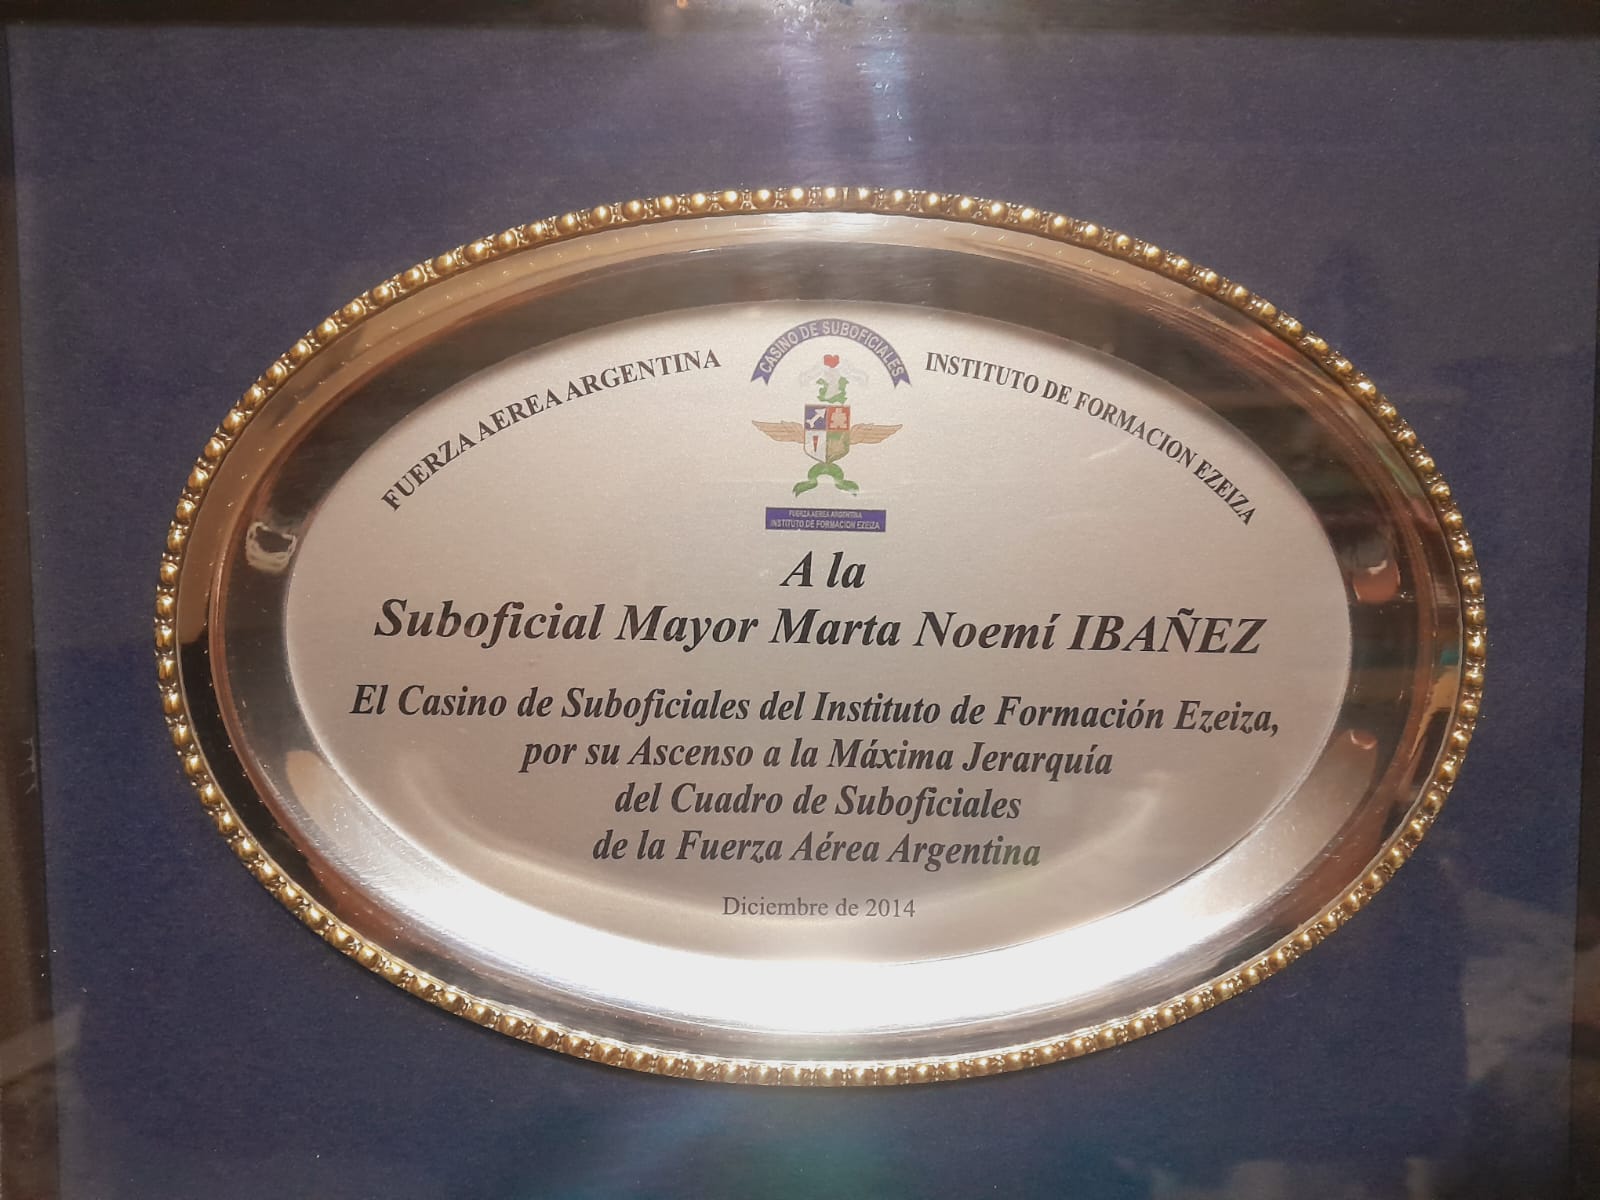 FUERZA AEREA ARGENTINA
CASINO DE SUBOFICIALES
INSTITUTO DE FORMACION EZEIZA
FUERZA AEREA ARGENTINA
INSTITUTO DE FORMACION EZEIZA
A la
Suboficial Mayor Marta Noemí IBAÑEZ
El Casino de Suboficiales del Instituto de Formación Ezeiza,
por su Ascenso a la Máxima Jerarquía
del Cuadro de Suboficiales
de la Fuerza Aérea Argentina
Diciembre de 2014